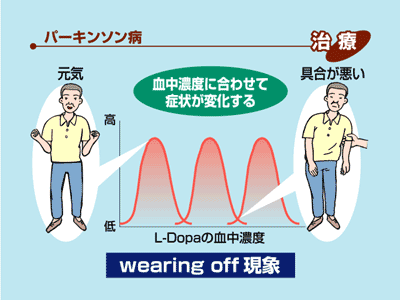 パーキンソン病
治療
元気
血中濃度に合わせて
症状が変化する
具合が悪い
高
低
L-Dopaの血中濃度
wearing off 現象